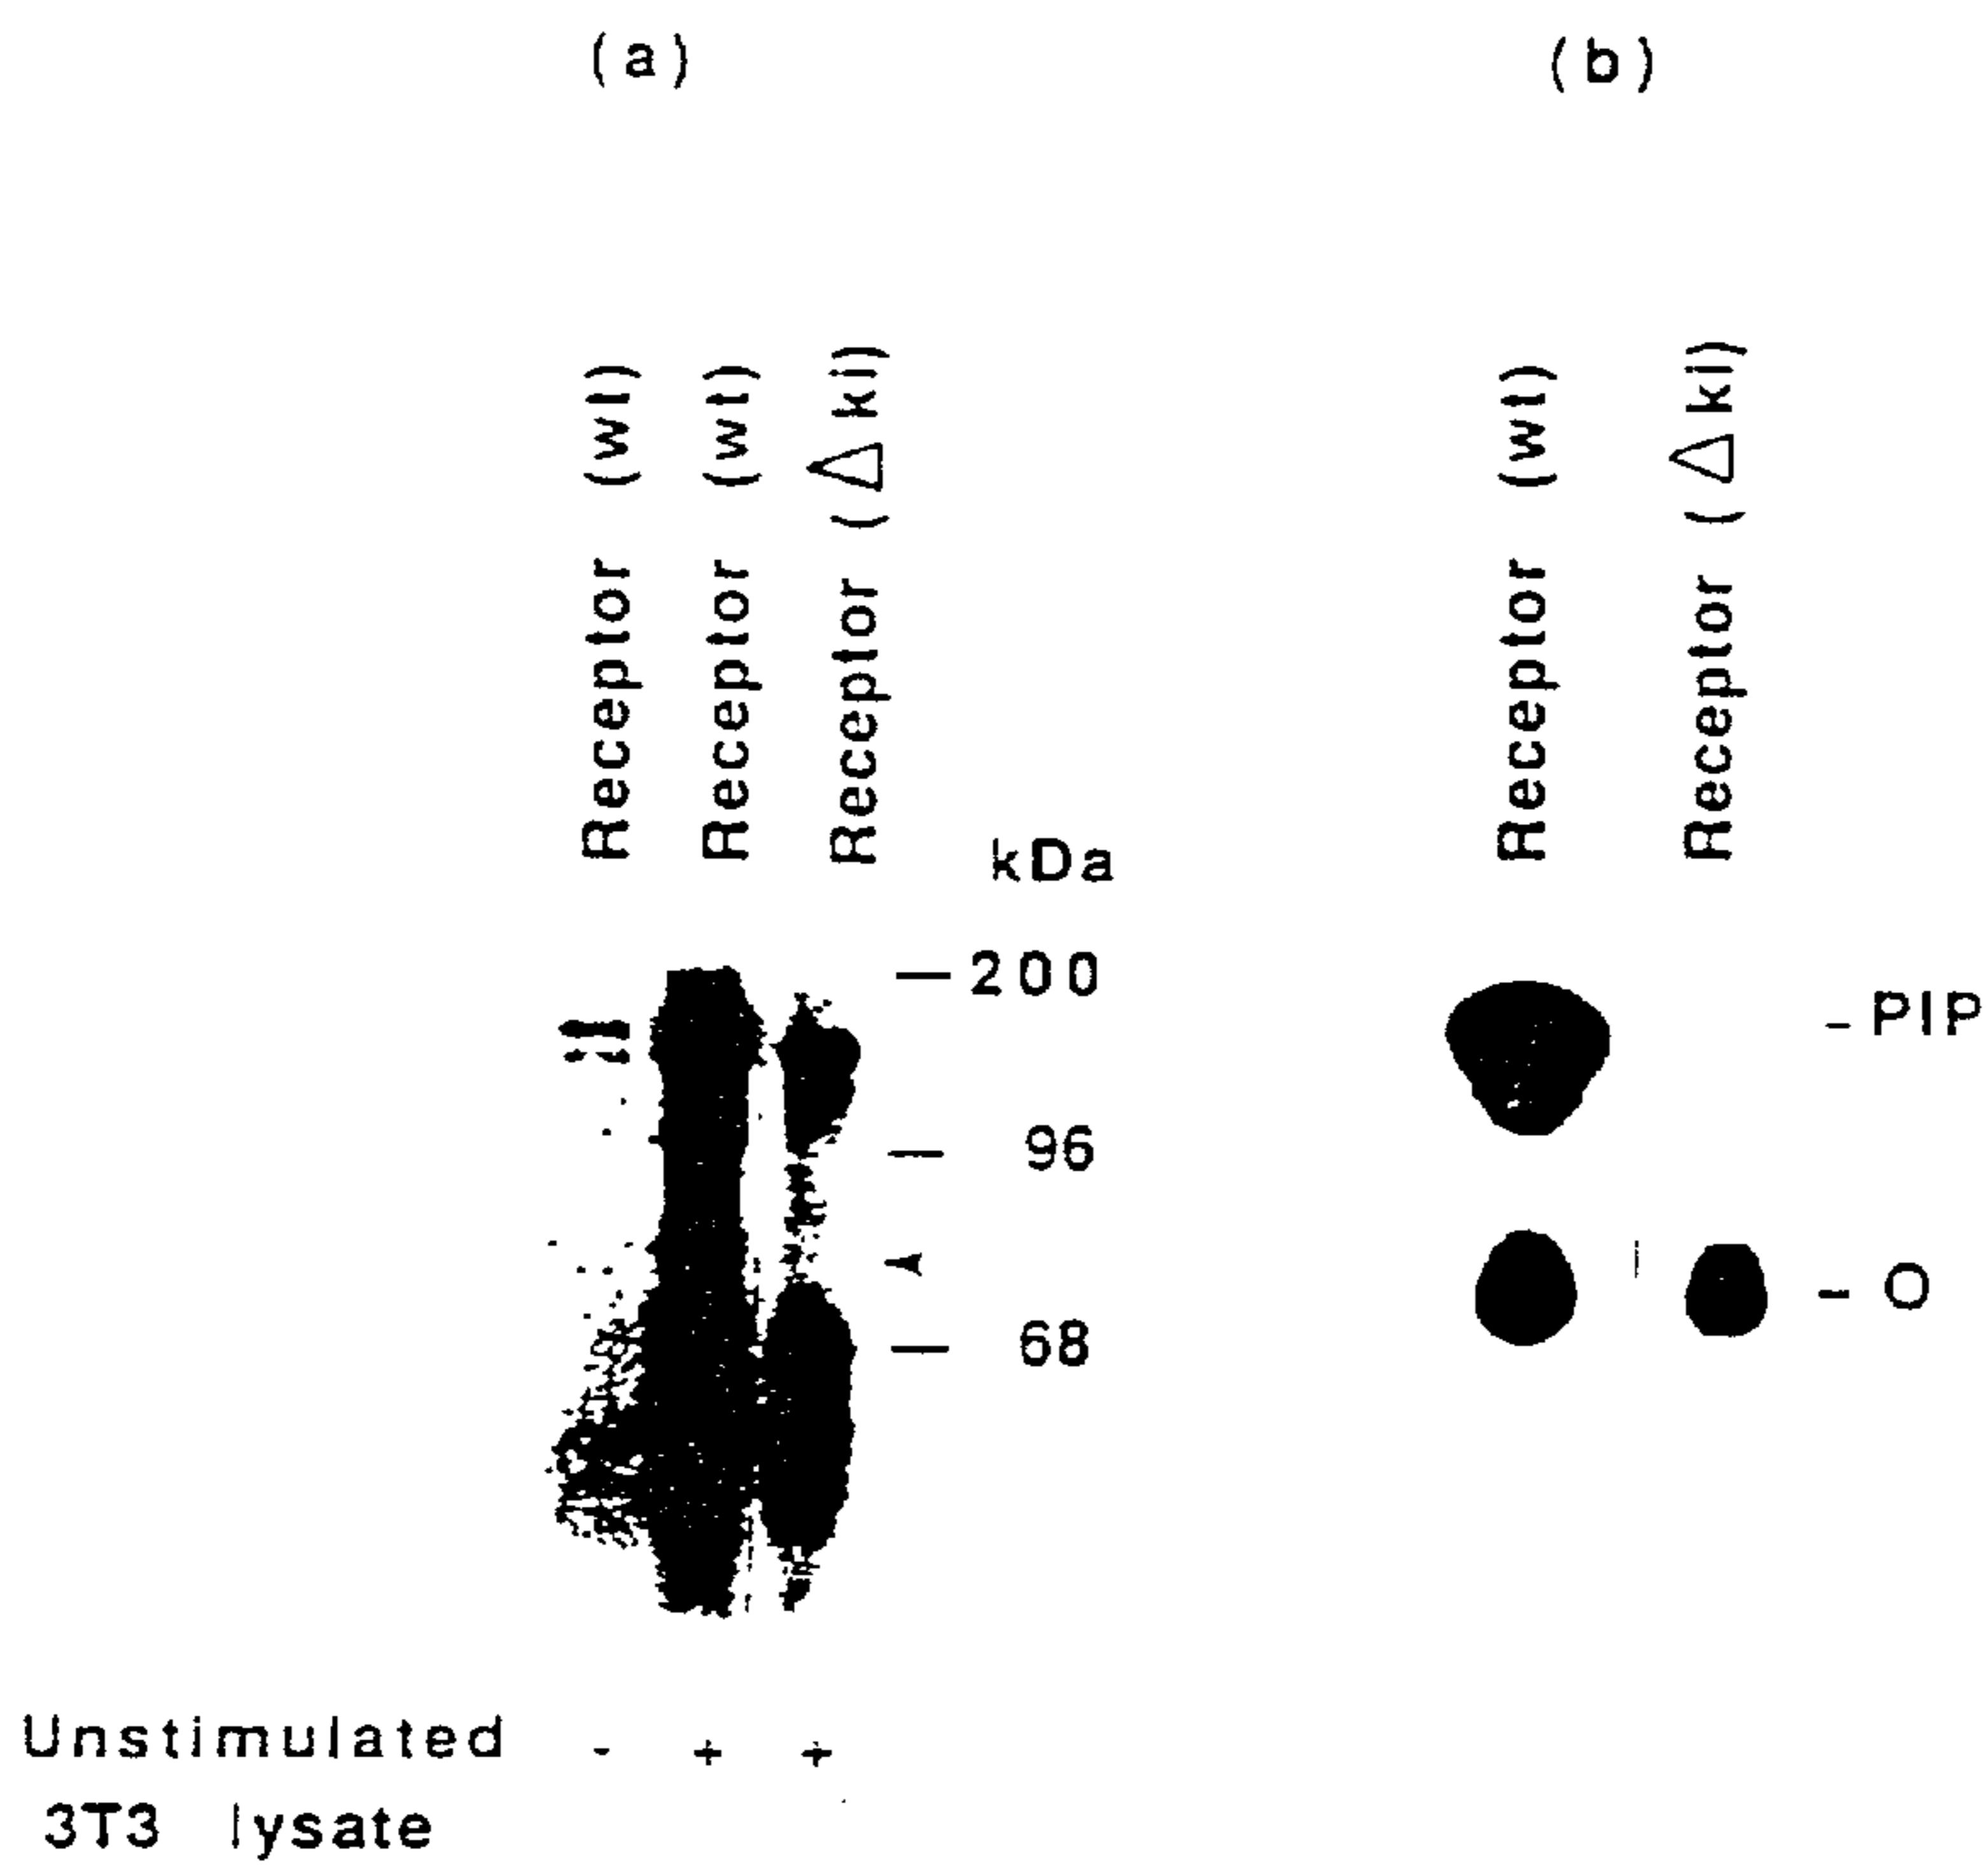 (a)
(b)
Receptor (wt)
Receptor (wt)
Receptor (Δki)
Receptor (wt)
Receptor (Δki)
kDa
200
96
68
- PIP
- O
Unstimulated - + +
3T3 lysate